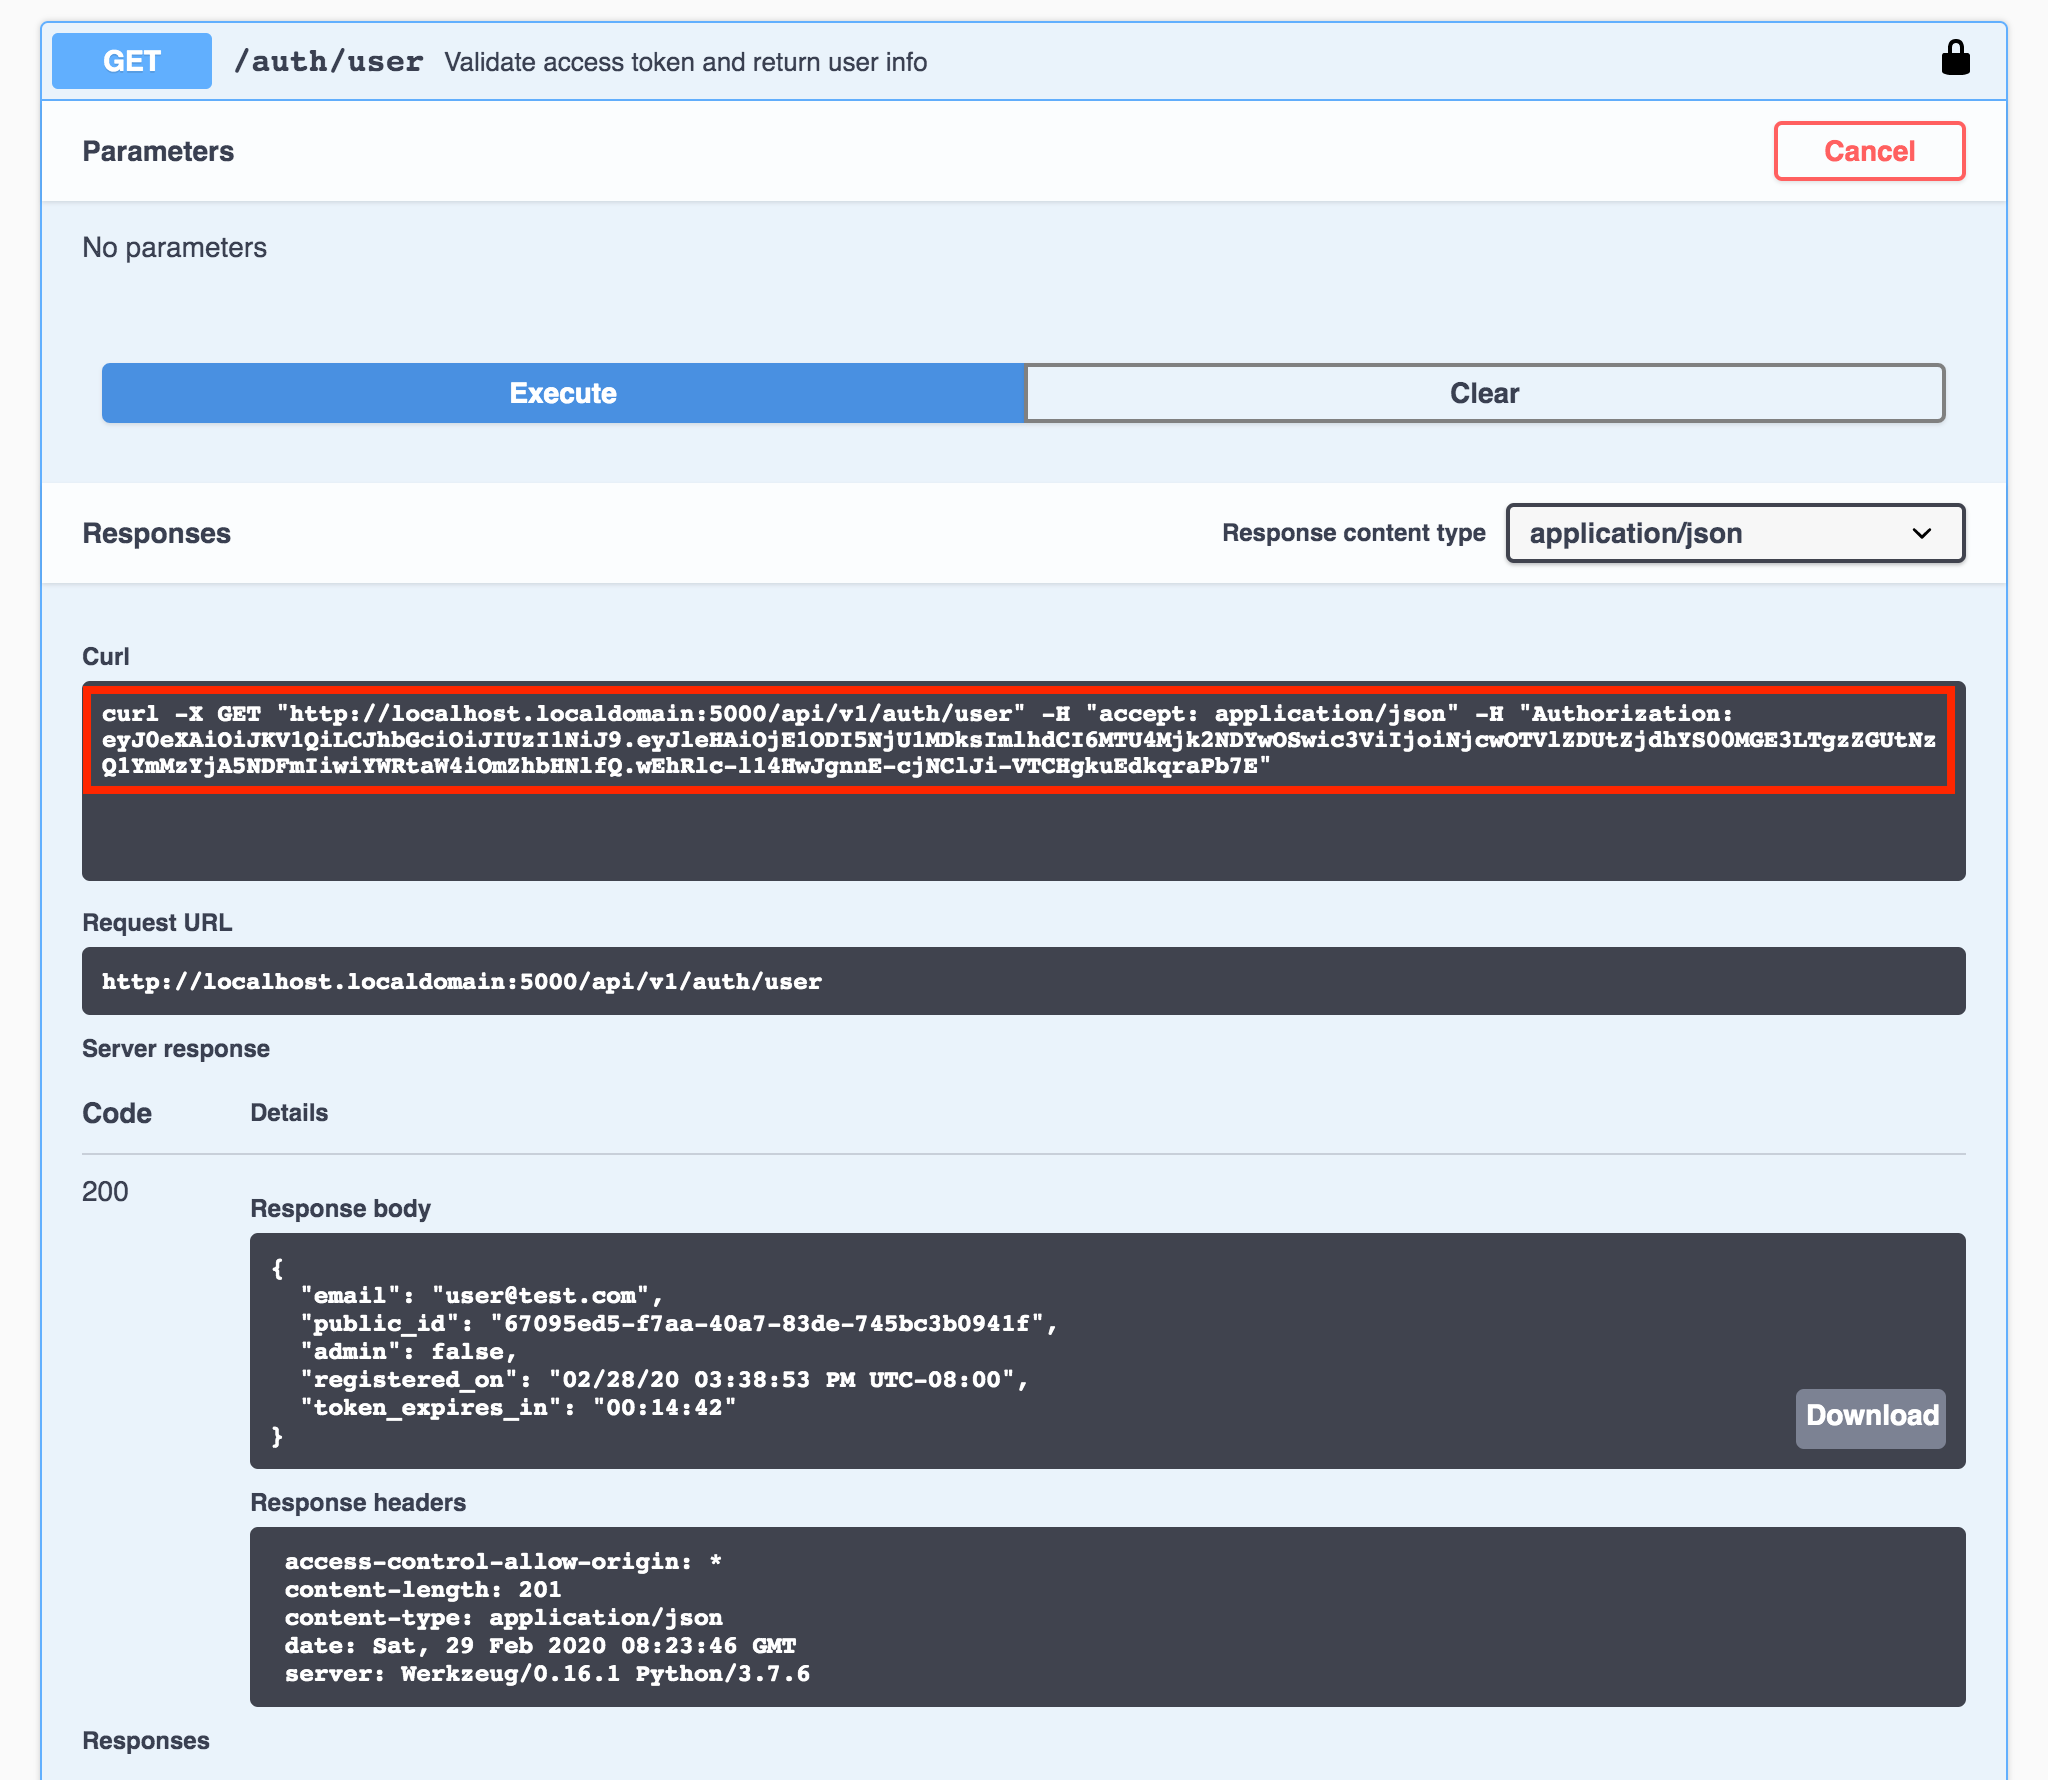 GET /auth/user Validate access token and return user info
Parameters Cancel
No parameters
Execute Clear
Responses Response content type application/json
Curl
curl -X GET "http://localhost.localdomain:5000/api/v1/auth/user" -H "accept: application/json" -H "Authorization:
eyJ0eXAiOiJKV1QiLCJhbGciOiJIUzI1NiJ9.eyJleHAiOjE1ODI5NjU1MDksImlhdCI6MTU4Mjk2NDYwOSwic3ViIjoiNjcwOTVlZDUtZjdhYS00MGE3LTgzZGUtNz
Q1YmMzYjA5NDFmIiwiYWRtaW4iOmZhbHNlfQ.wEhRlc-l14HwJgnnE-cjNClJi-VTCHgkuEdkqraPb7E"
Request URL
http://localhost.localdomain:5000/api/v1/auth/user
Server response
Code Details
200
Response body
{
"email": "user@test.com",
"public_id": "67095ed5-f7aa-40a7-83de-745bc3b0941f",
"admin": false,
"registered_on": "02/28/20 03:38:53 PM UTC-08:00",
"token_expires_in": "00:14:42"
}
Download
Response headers
access-control-allow-origin: *
content-length: 201
content-type: application/json
date: Sat, 29 Feb 2020 08:23:46 GMT
server: Werkzeug/0.16.1 Python/3.7.6
Responses